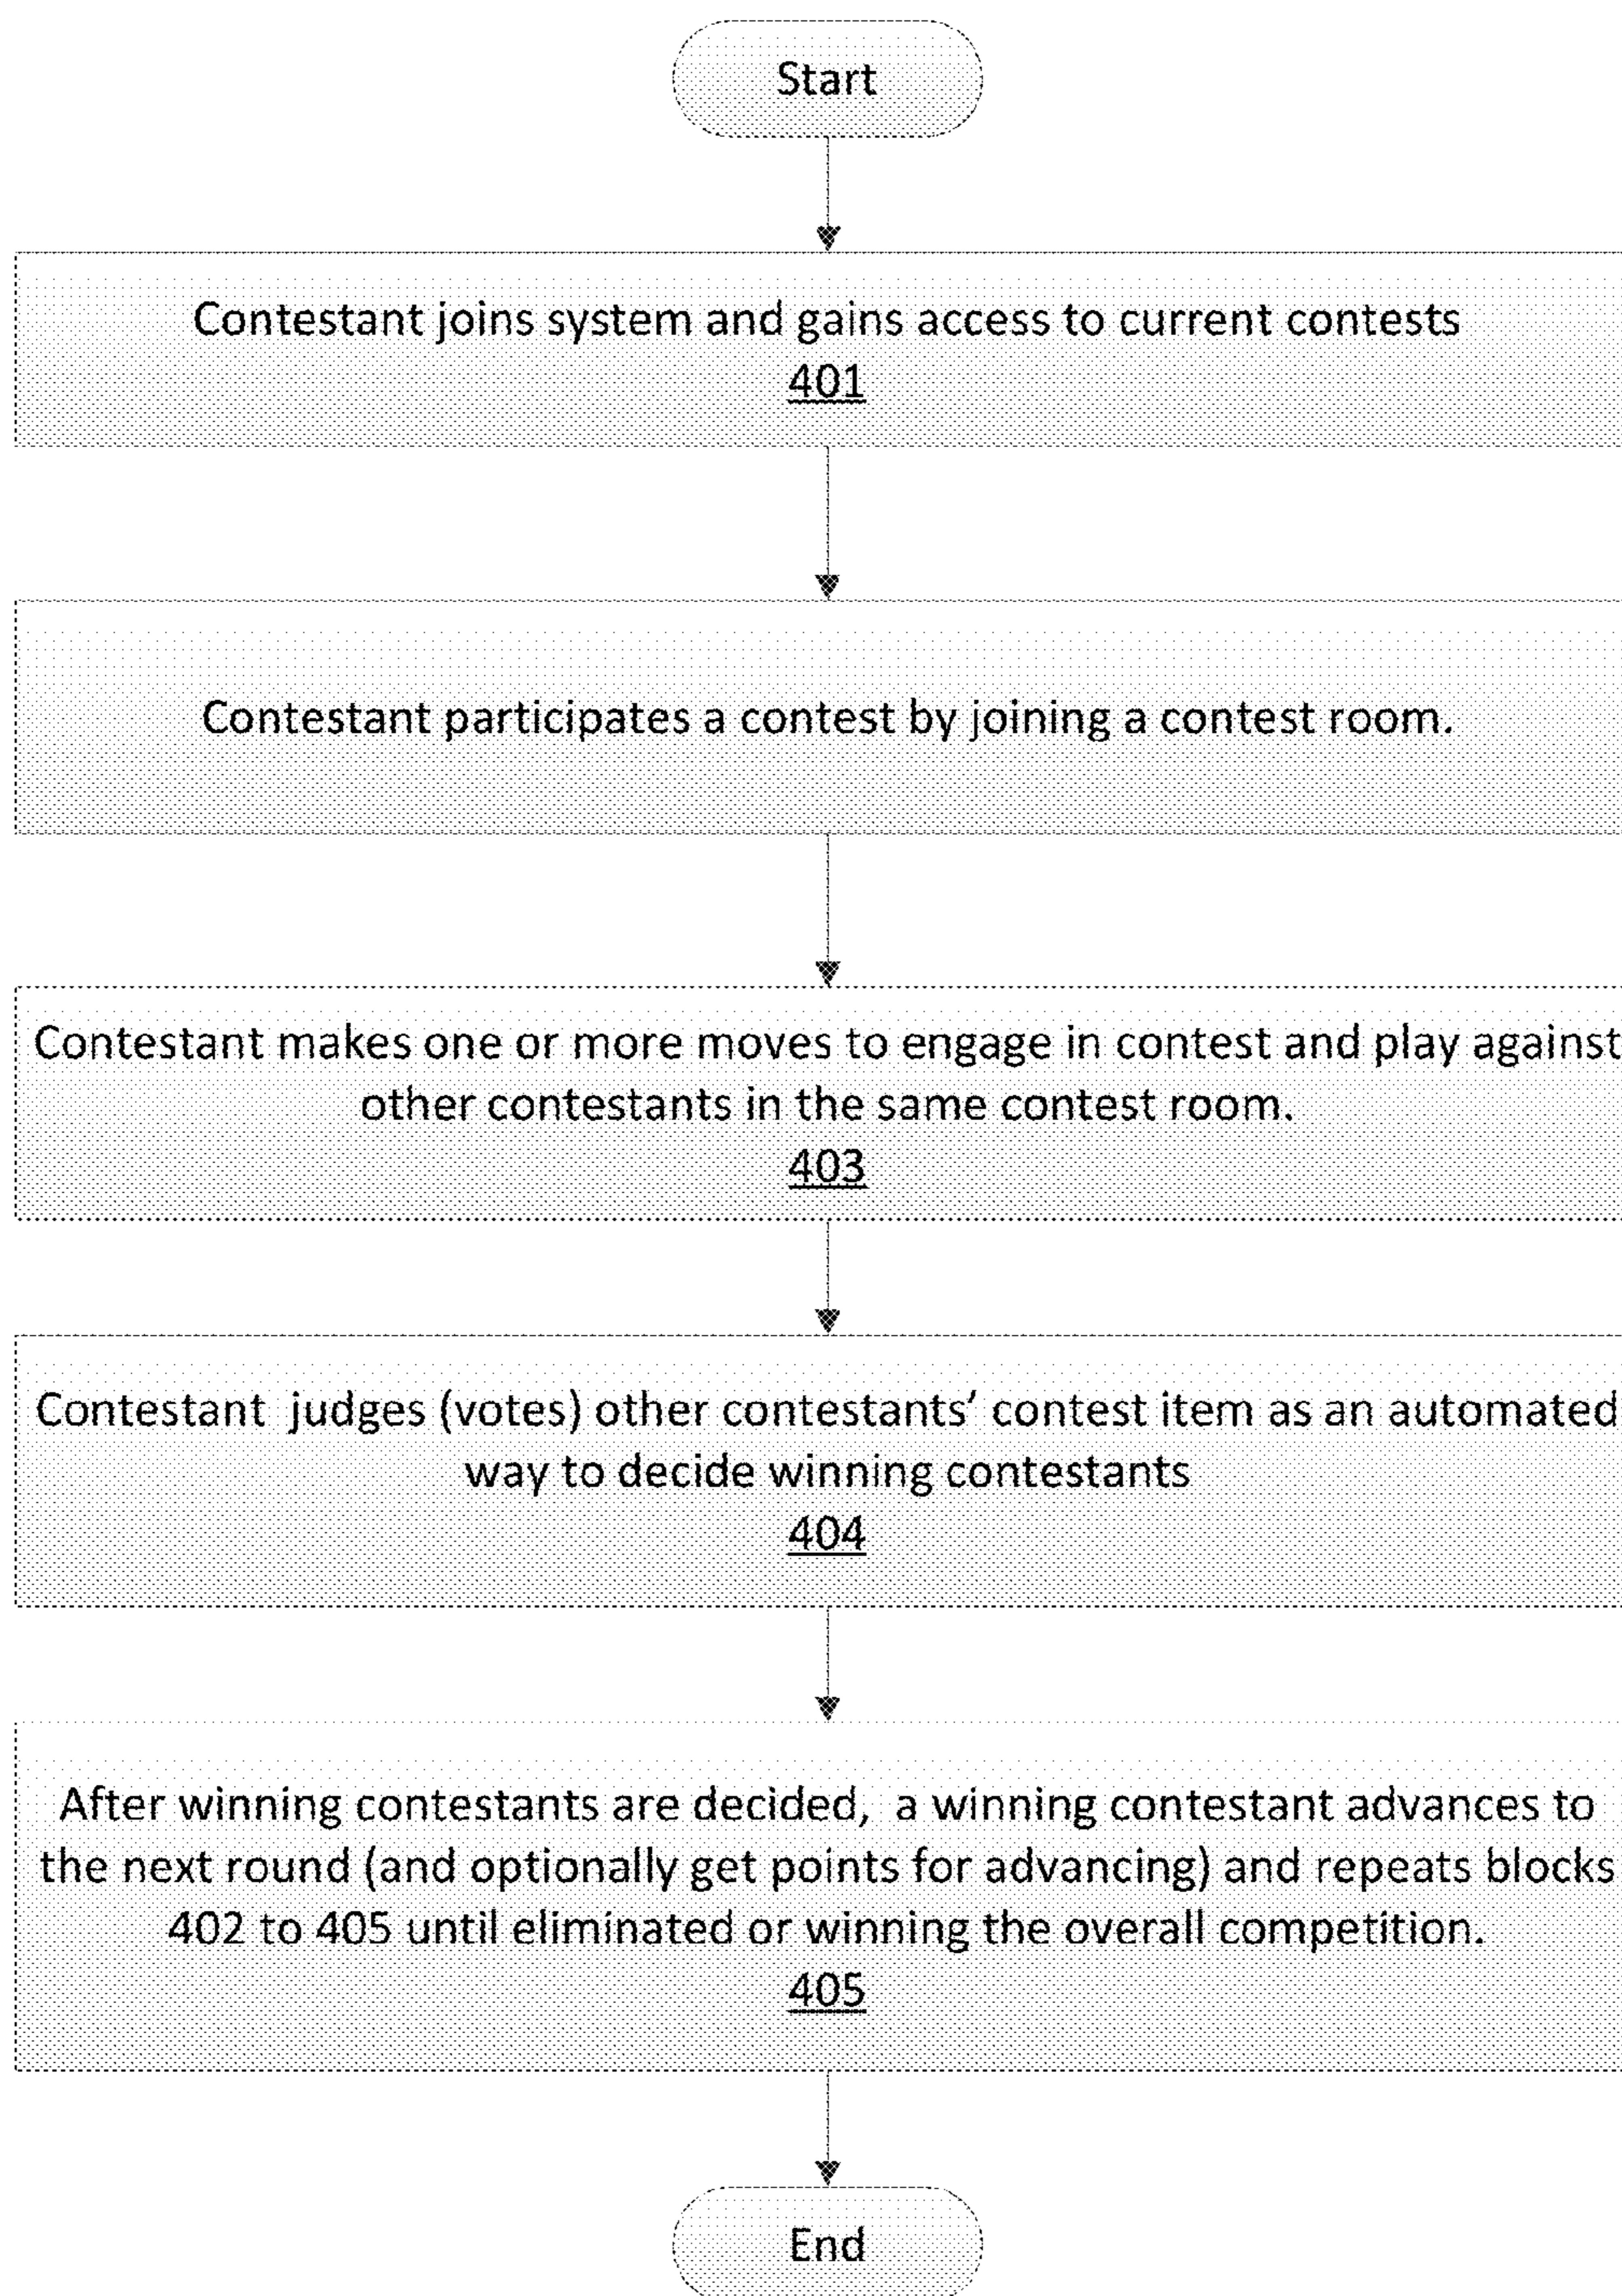 Start
Contestant joins system and gains access to current contests
401
Contestant participates a contest by joining a contest room.
Contestant makes one or more moves to engage in contest and play against
other contestants in the same contest room.
403
Contestant judges (votes) other contestants' contest item as an automated
way to decide winning contestants
404
After winning contestants are decided, a winning contestant advances to
the next round (and optionally get points for advancing) and repeats blocks
402 to 405 until eliminated or winning the overall competition.
405
End